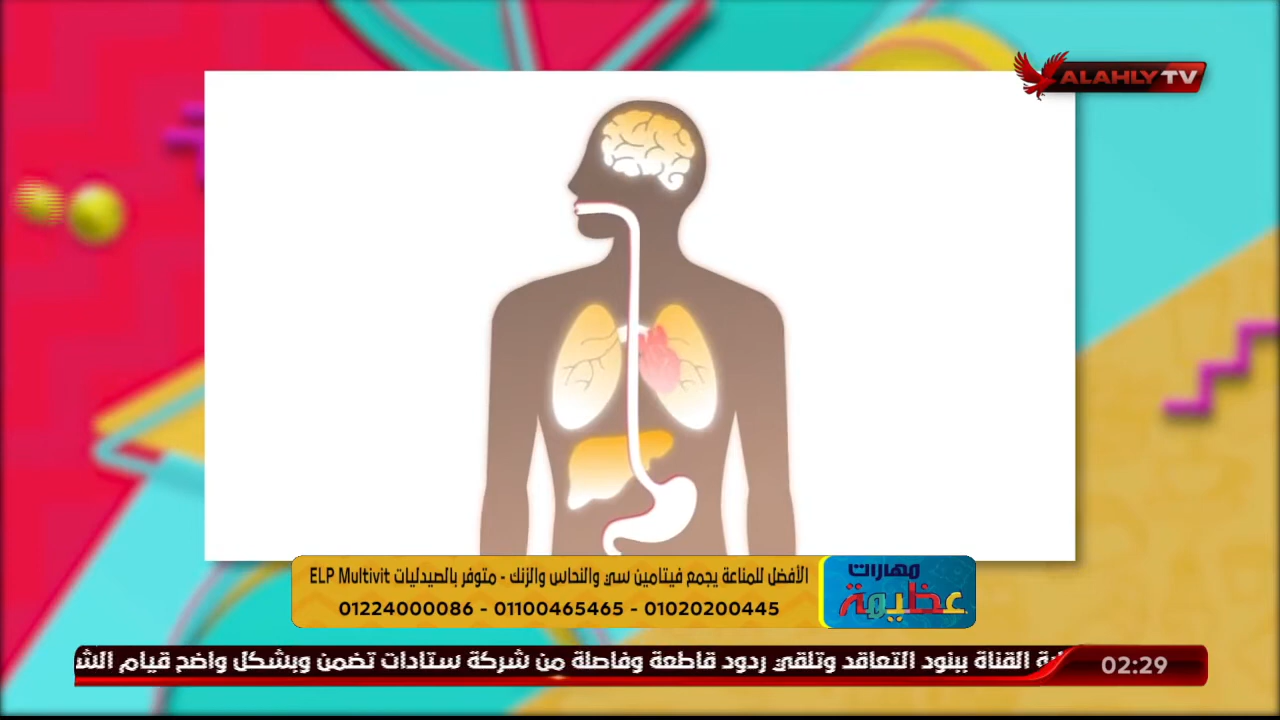 ALAHLY TV
الأفضل للمناعة يجمع فيتامين سي والنحاس والزنك - متوفر بالصيدليات ELP Multivit
01224000086 - 01100465465 - 01020200445
مهارات
عظيمة
القناة ببنود التعاقد وتلقي ردود قاطعة وفاصلة من شركة ستادات تضمن وبشكل واضح قيام
02:29